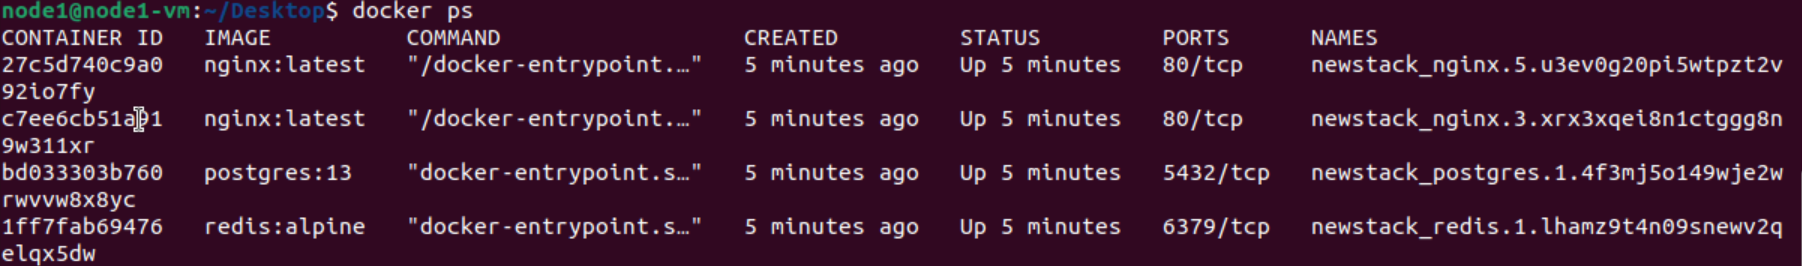 node1@node1-vm:~/Desktop$ docker ps
CONTAINER ID   IMAGE          COMMAND                  CREATED         STATUS         PORTS      NAMES
27c5d740c9a0   nginx:latest   "/docker-entrypoint.…"   5 minutes ago   Up 5 minutes   80/tcp     newstack_nginx.5.u3ev0g20pi5wtpzt2v
92io7fy
nginx:latest   "/docker-entrypoint.…"   5 minutes ago   Up 5 minutes   80/tcp     newstack_nginx.3.xrx3xqei8n1ctggg8n
9w311xr
bd033303b760   postgres:13    "docker-entrypoint.s…"   5 minutes ago   Up 5 minutes   5432/tcp   newstack_postgres.1.4f3mj5o149wje2w
rwvvw8x8yc
1ff7fab69476   redis:alpine   "docker-entrypoint.s…"   5 minutes ago   Up 5 minutes   6379/tcp   newstack_redis.1.lhamz9t4n09snewv2q
elqx5dw